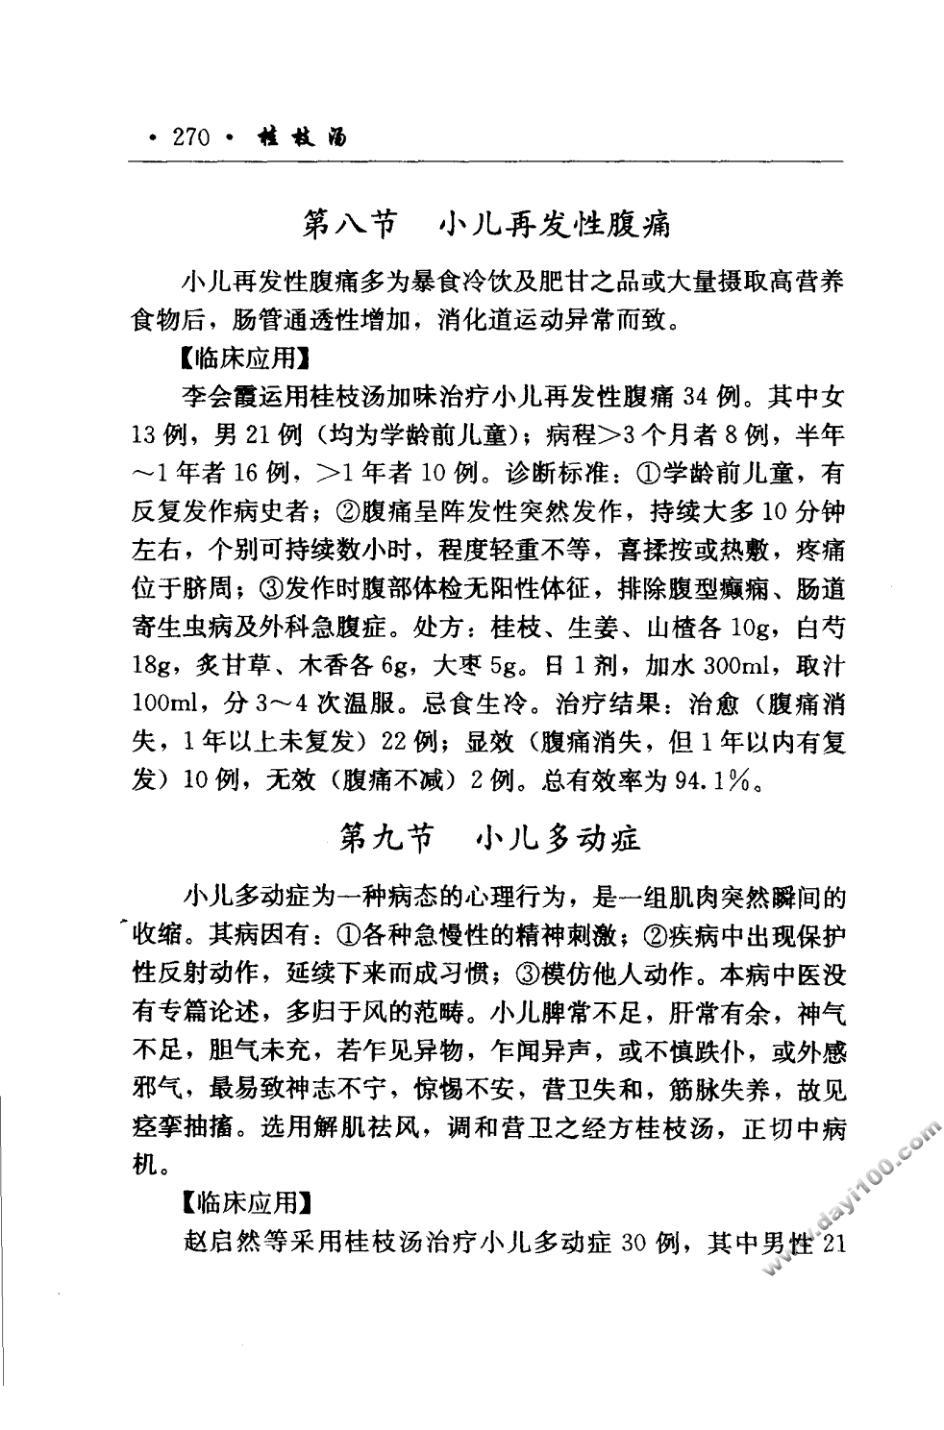 ·270· 桂枝汤
第八节 小儿再发性腹痛
小儿再发性腹痛多为暴食冷饮及肥甘之品或大量摄取高营养
食物后，肠管通透性增加，消化道运动异常而致。
【临床应用】
李会霞运用桂枝汤加味治疗小儿再发性腹痛 34 例。其中女
13 例，男 21 例（均为学龄前儿童）；病程＞3 个月者 8 例，半年
～1 年者 16 例，＞1 年者 10 例。诊断标准：①学龄前儿童，有
反复发作病史者；②腹痛呈阵发性突然发作，持续大多 10 分钟
左右，个别可持续数小时，程度轻重不等，喜揉按或热敷，疼痛
位于脐周；③发作时腹部体检无阳性体征，排除腹型癫痫、肠道
寄生虫病及外科急腹症。处方：桂枝、生姜、山楂各 10g，白芍
18g，炙甘草、木香各 6g，大枣 5g。日 1 剂，加水 300ml，取汁
100ml，分 3～4 次温服。忌食生冷。治疗结果：治愈（腹痛消
失，1 年以上未复发）22 例；显效（腹痛消失，但 1 年以内有复
发）10 例，无效（腹痛不减）2 例。总有效率为 94.1％。
第九节 小儿多动症
小儿多动症为一种病态的心理行为，是一组肌肉突然瞬间的
收缩。其病因有：①各种急慢性的精神刺激；②疾病中出现保护
性反射动作，延续下来而成习惯；③模仿他人动作。本病中医没
有专篇论述，多归于风的范畴。小儿脾常不足，肝常有余，神气
不足，胆气未充，若乍见异物，乍闻异声，或不慎跌仆，或外感
邪气，最易致神志不宁，惊惕不安，营卫失和，筋脉失养，故见
痉挛抽搐。选用解肌祛风，调和营卫之经方桂枝汤，正切中病
机。
【临床应用】
赵启然等采用桂枝汤治疗小儿多动症 30 例，其中男性 21
www.dayi100.com